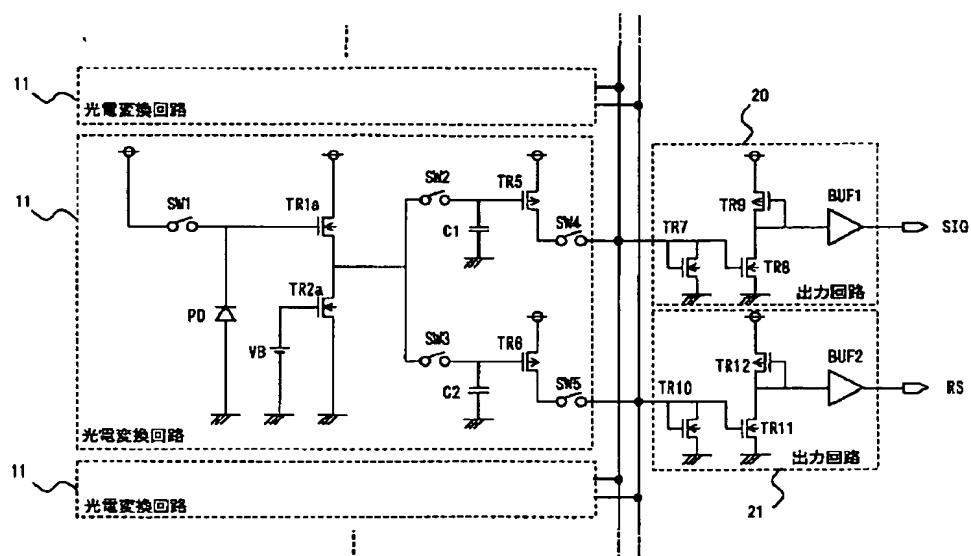 11
光電変換回路
11
SW1
TR1a
TR2a
PD
VB
SW2
C1
TR5
SW4
SW3
C2
TR6
SW5
光電変換回路
11
光電変換回路
20
TR7
TR9
TR8
BUF1
SIG
出力回路
TR10
TR12
TR11
BUF2
RS
出力回路
21